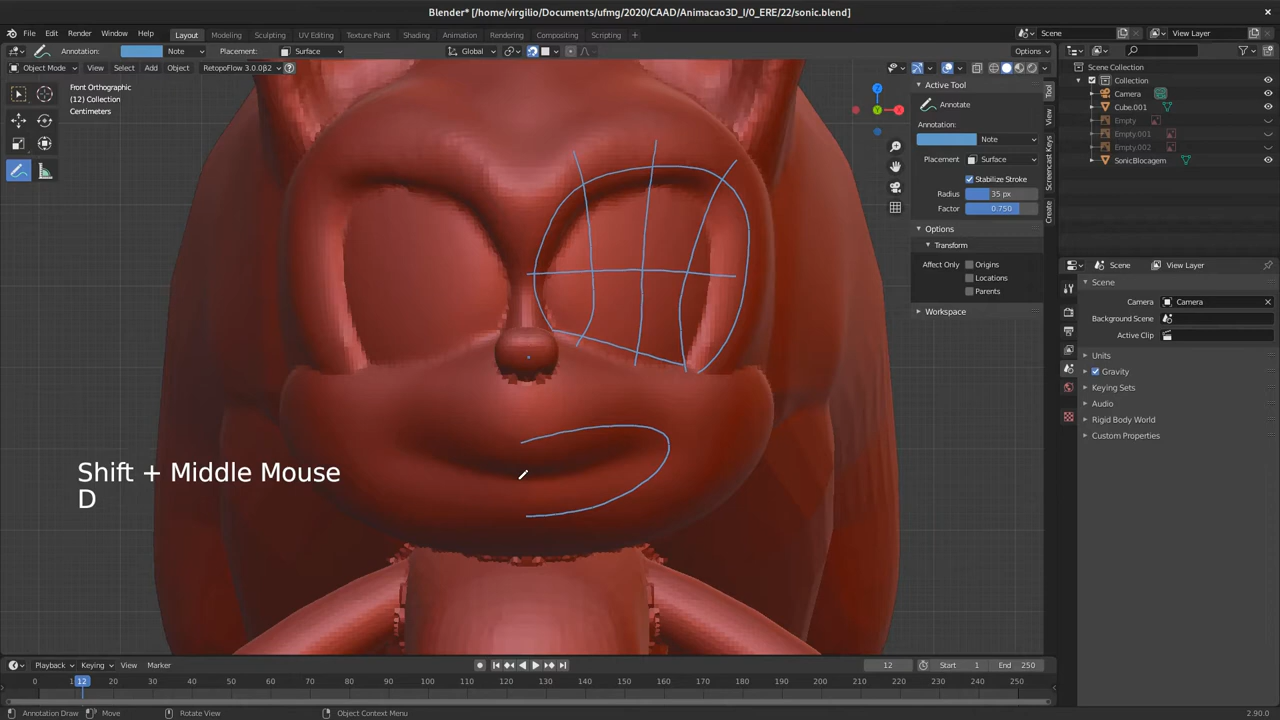 Blender* [/home/virgilio/Documents/ufmg/2020/CAAD/Animacao3D_I/0_ERE/22/sonic.blend]
File Edit Render Window Help Layout Modeling Sculpting UV Editing Texture Paint Shading Animation Rendering Compositing Scripting Scene View Layer
Annotation: Note Placement: Surface Global Options
Object Mode View Select Add Object RetopoFlow 3.0.0β2
Scene Collection
Collection
Camera
Cube.001
Empty
Empty.001
Empty.002
SonicBlocagem
Front Orthographic
(12) Collection
Centimeters
Z
X
Y
Active Tool
Annotate
Annotation: Note
Placement: Surface
Stabilize Stroke
Radius 35 px
Factor 0.750
Options
Transform
Affect Only Origins
Locations
Parents
Workspace
Tool
View
Screencast Keys
Create
Scene View Layer
Scene
Camera Camera
Background Scene Scene
Active Clip
Units
Gravity
Keying Sets
Audio
Rigid Body World
Custom Properties
Shift + Middle Mouse
D
Playback Keying View Marker 12 Start 1 End 250
0 12 20 30 40 50 60 70 80 90 100 110 120 130 140 150 160 170 180 190 200 210 220 230 240 250
Annotation Draw Move Rotate View Object Context Menu 2.90.0